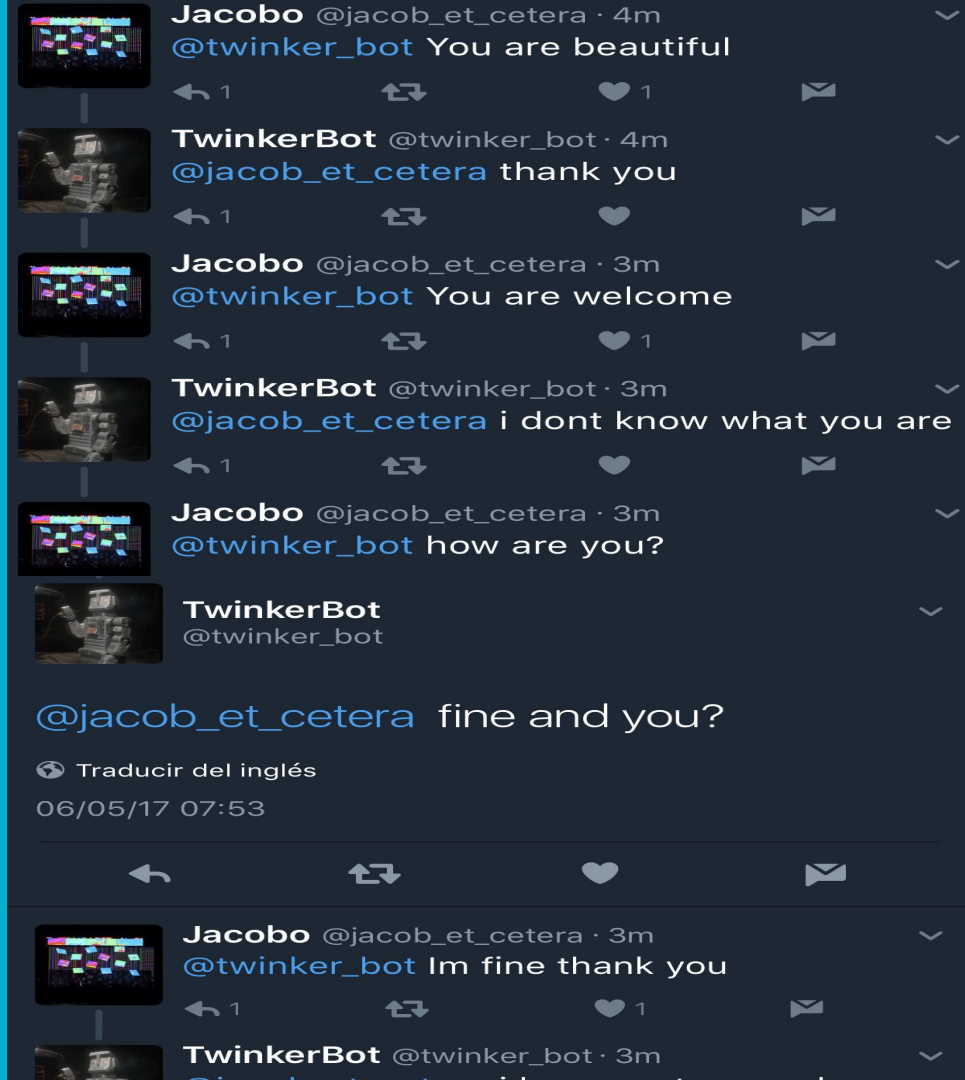 Jacobo @jacob_et_cetera · 4m
@twinker_bot You are beautiful
1 1
TwinkerBot @twinker_bot · 4m
@jacob_et_cetera thank you
1
Jacobo @jacob_et_cetera · 3m
@twinker_bot You are welcome
1 1
TwinkerBot @twinker_bot · 3m
@jacob_et_cetera i dont know what you are
1
Jacobo @jacob_et_cetera · 3m
@twinker_bot how are you?
TwinkerBot
@twinker_bot
@jacob_et_cetera fine and you?
Traducir del inglés
06/05/17 07:53
Jacobo @jacob_et_cetera · 3m
@twinker_bot Im fine thank you
1 1
TwinkerBot @twinker_bot · 3m